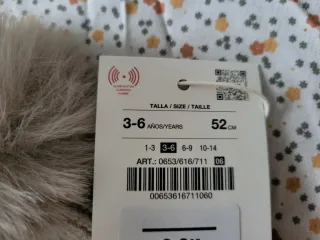 TALLA / SIZE / TAILLE
3-6 AÑOS/YEARS 52 CM
1-3 3-6 6-9 10-14
ART.: 0653/616/711 06
00653616711060